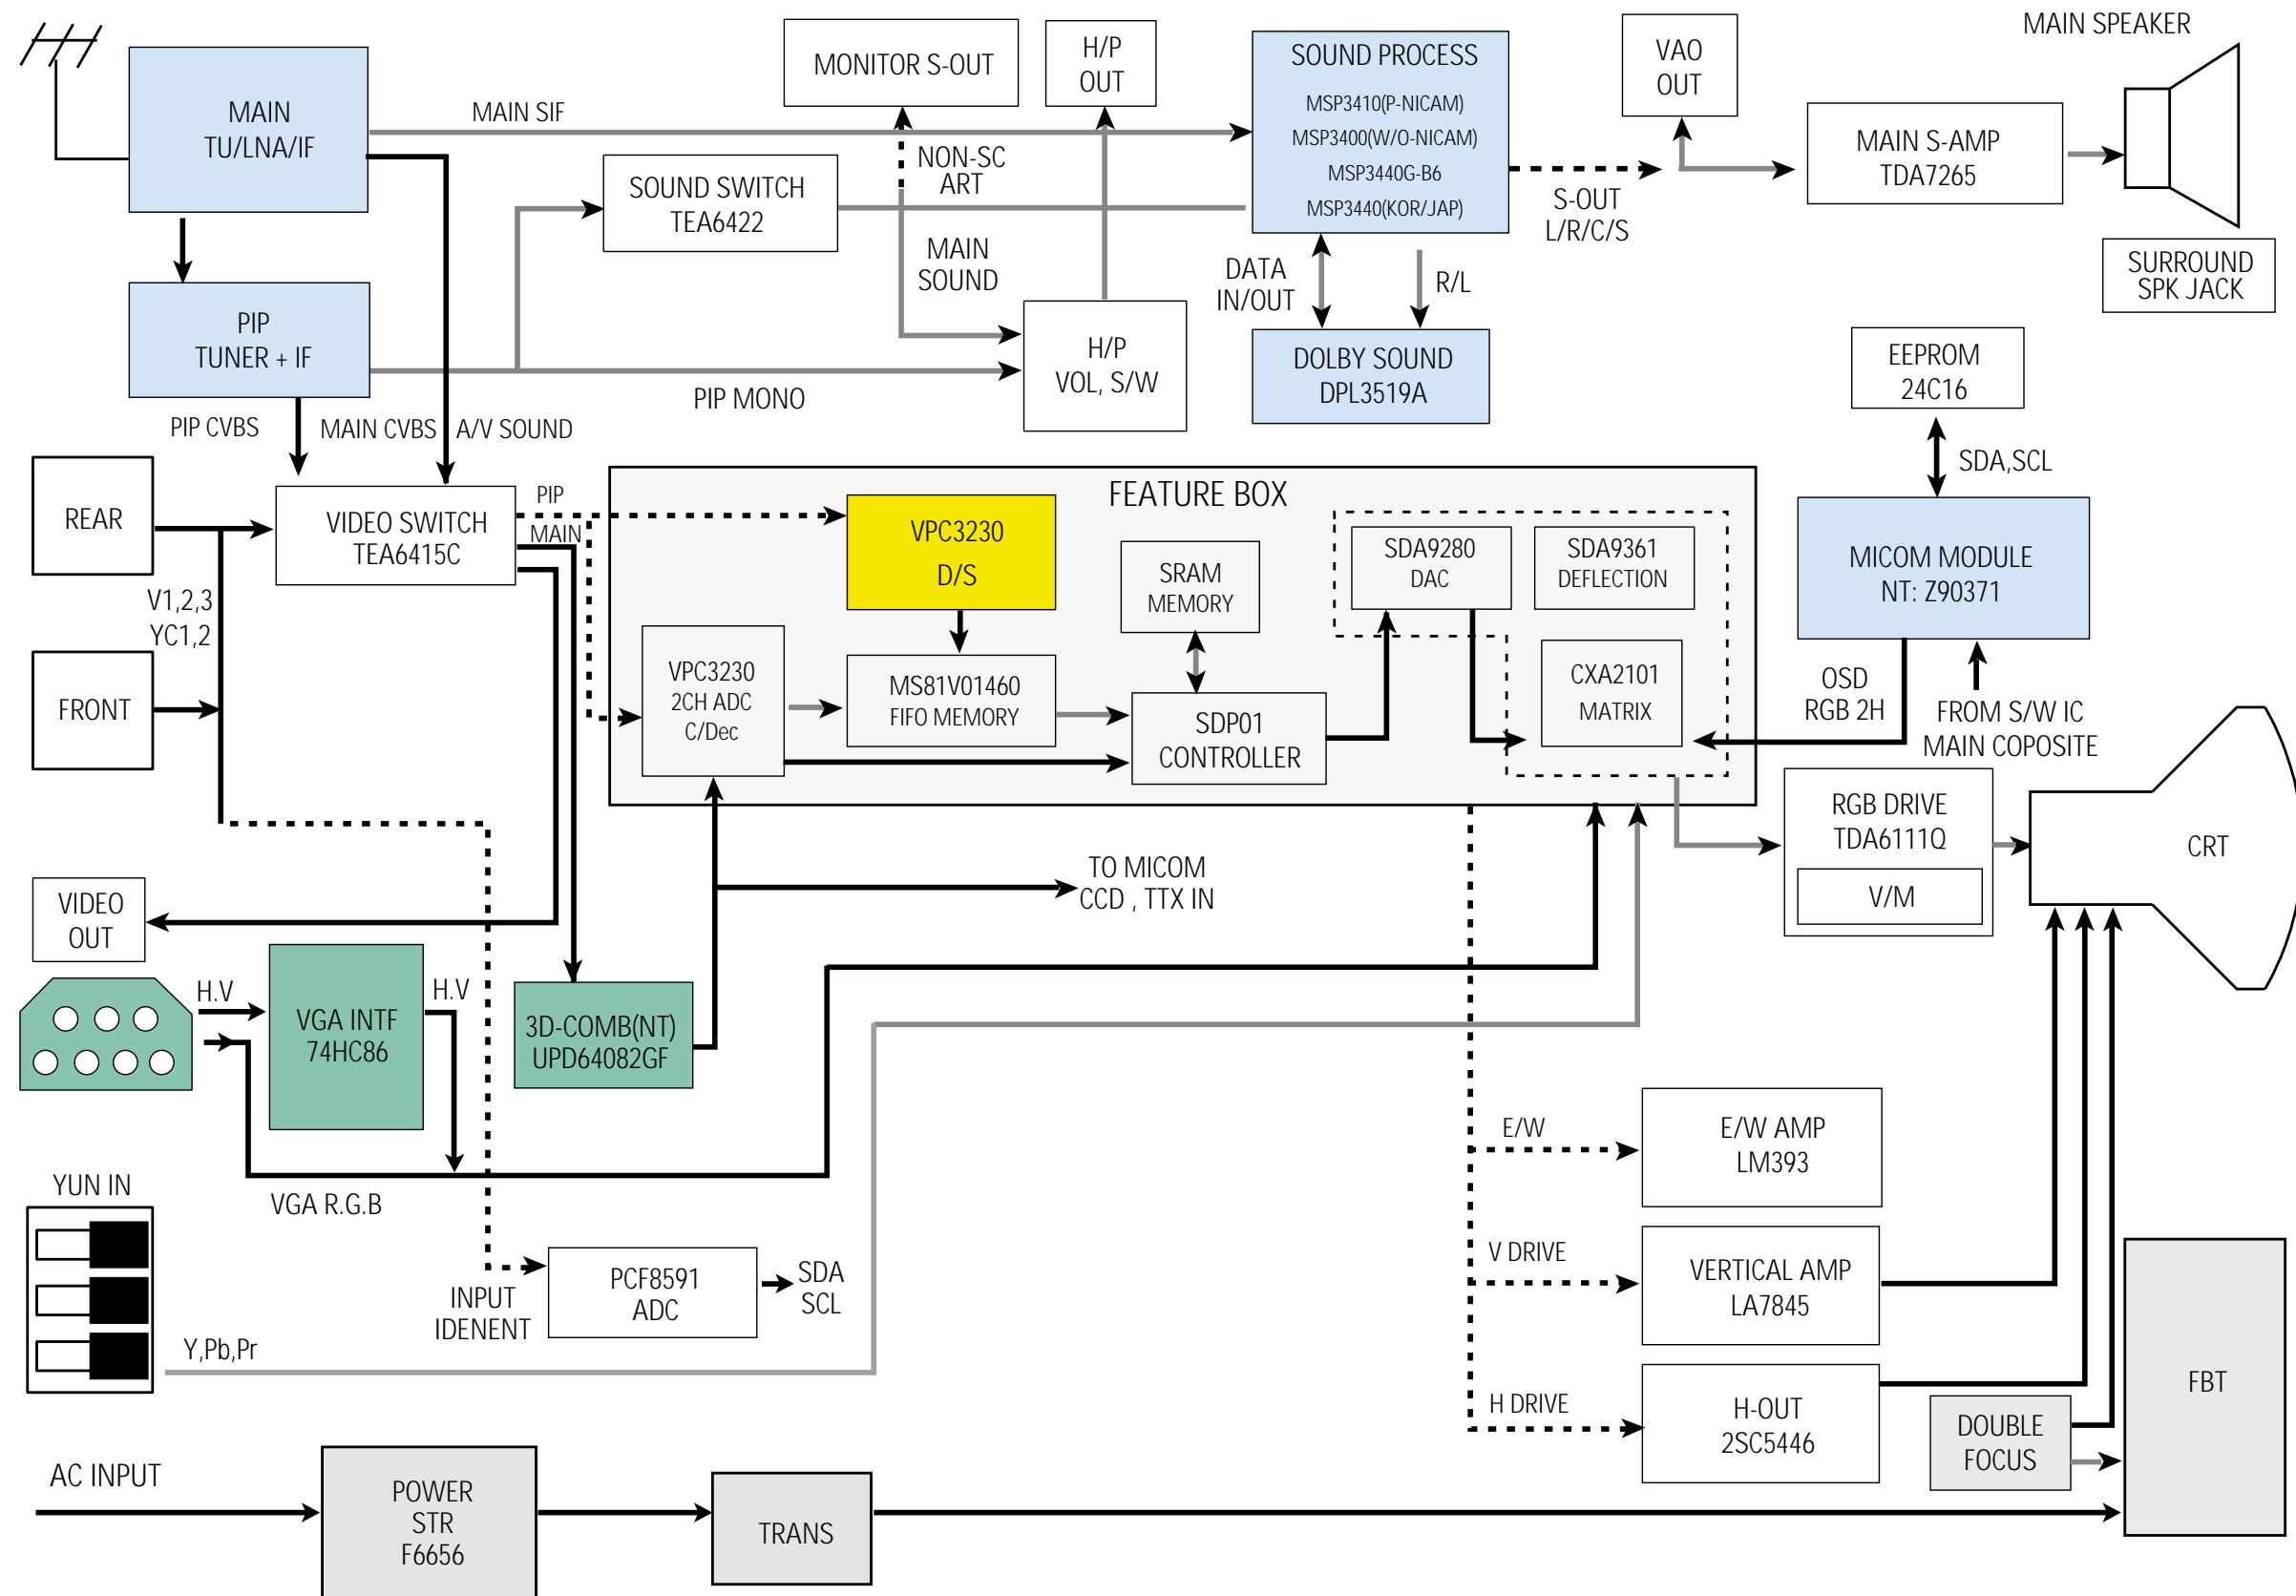 MAIN SPEAKER
MAIN
TU/LNA/IF
MAIN SIF
MONITOR S-OUT
H/P
OUT
SOUND PROCESS
MSP3410(P-NICAM)
MSP3400(W/O-NICAM)
MSP3440G-B6
MSP3440(KOR/JAP)
VAO
OUT
MAIN S-AMP
TDA7265
NON-SC
ART
SOUND SWITCH
TEA6422
S-OUT
L/R/C/S
MAIN
SOUND
DATA
IN/OUT
R/L
SURROUND
SPK JACK
PIP
TUNER + IF
H/P
VOL, S/W
DOLBY SOUND
DPL3519A
EEPROM
24C16
PIP MONO
PIP CVBS
MAIN CVBS
A/V SOUND
SDA,SCL
REAR
VIDEO SWITCH
TEA6415C
PIP
MAIN
FEATURE BOX
VPC3230
D/S
SRAM
MEMORY
SDA9280
DAC
SDA9361
DEFLECTION
MICOM MODULE
NT: Z90371
V1,2,3
YC1,2
FRONT
VPC3230
2CH ADC
C/Dec
MS81V01460
FIFO MEMORY
SDP01
CONTROLLER
CXA2101
MATRIX
OSD
RGB 2H
FROM S/W IC
MAIN COPOSITE
RGB DRIVE
TDA6111Q
V/M
CRT
TO MICOM
CCD , TTX IN
VIDEO
OUT
H.V
VGA INTF
74HC86
H.V
3D-COMB(NT)
UPD64082GF
E/W
E/W AMP
LM393
YUN IN
VGA R.G.B
V DRIVE
VERTICAL AMP
LA7845
INPUT
IDENENT
PCF8591
ADC
SDA
SCL
Y,Pb,Pr
H DRIVE
H-OUT
2SC5446
DOUBLE
FOCUS
FBT
AC INPUT
POWER
STR
F6656
TRANS